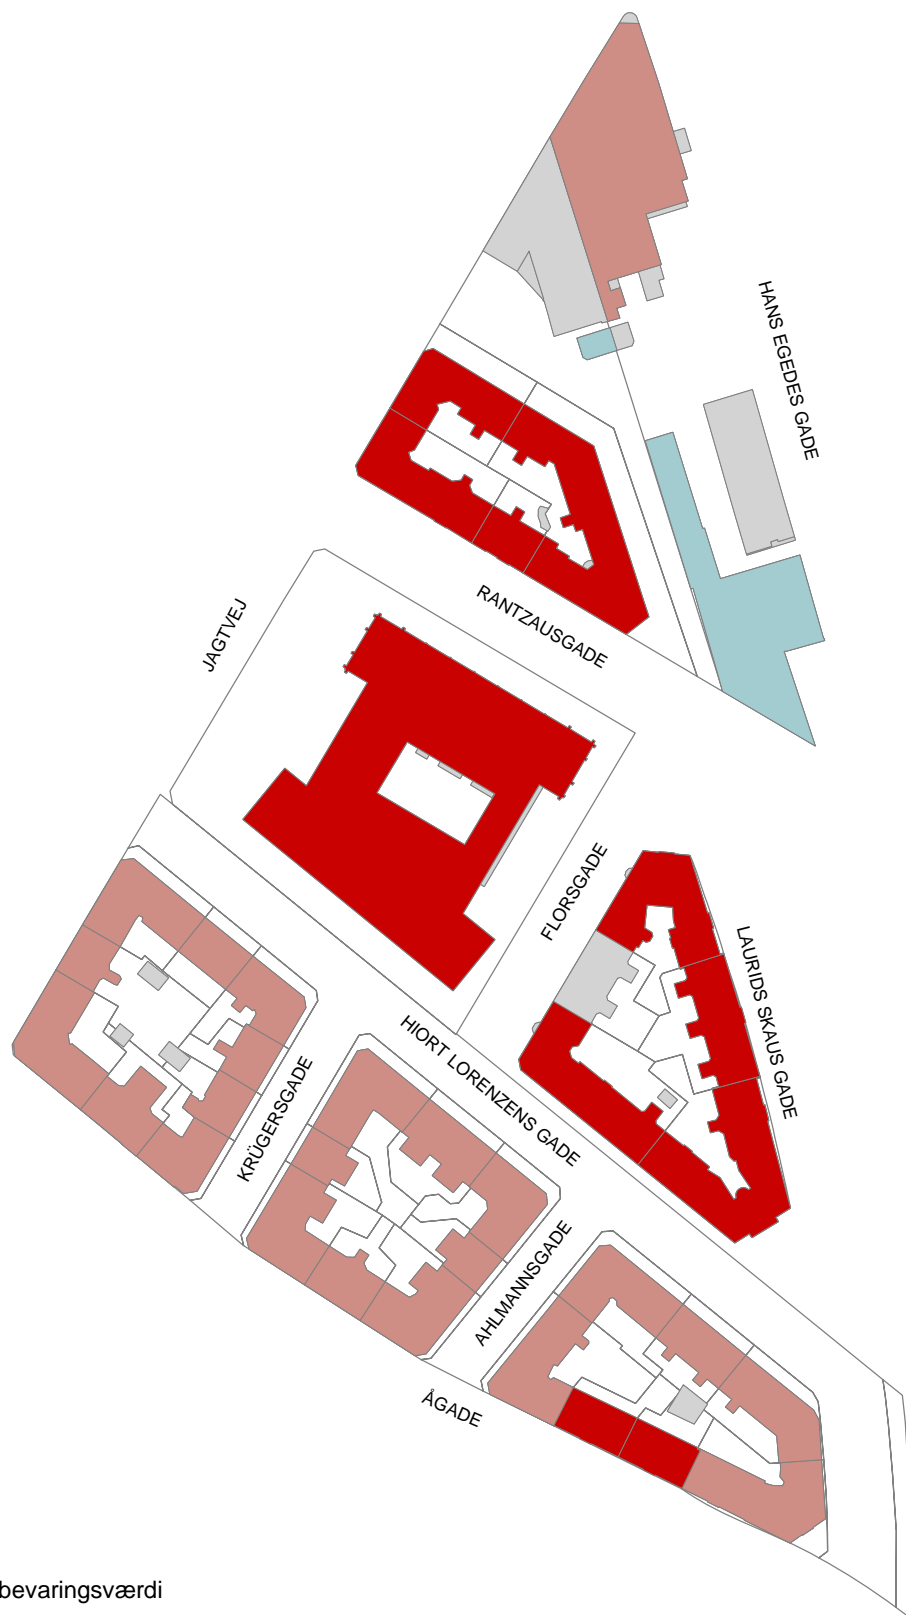 HANS EGEDES GADE
RANTZAUSGADE
JAGTVEJ
FLORSGADE
LAURIDS SKAUS GADE
HIORT LORENZENS GADE
KRÜGERSGADE
AHLMANNSGADE
ÅGADE
bevaringsværdi